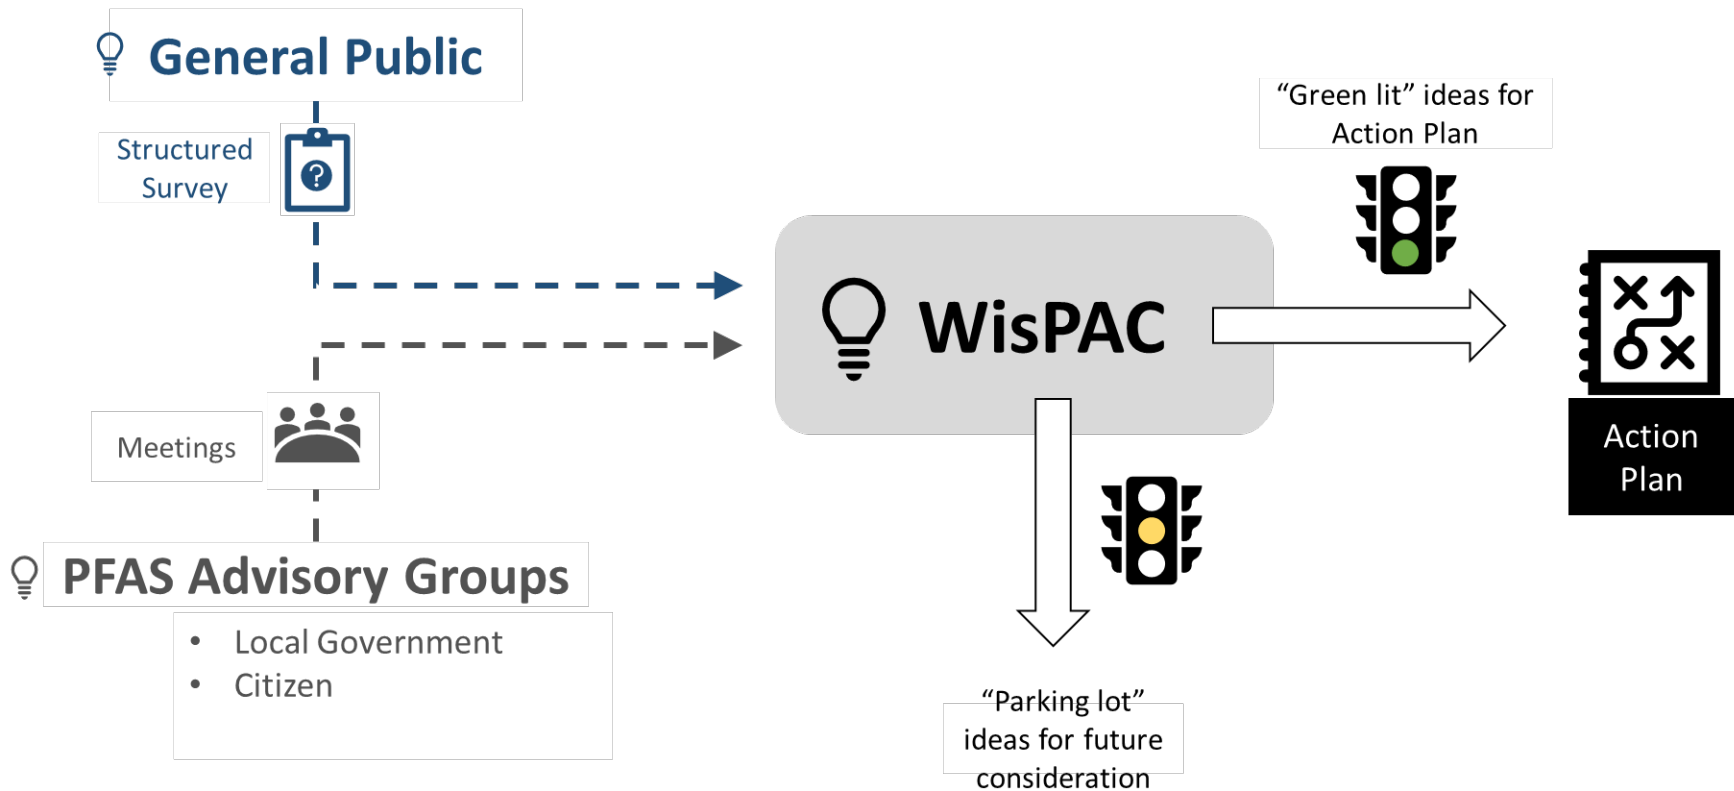 General Public
Structured
Survey
?
"Green lit" ideas for
Action Plan
WisPAC
Action
Plan
Meetings
PFAS Advisory Groups
• Local Government
• Citizen
“Parking lot”
ideas for future
consideration